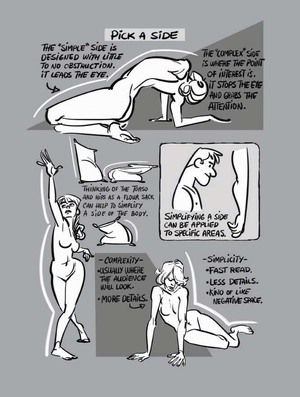 PICK A SIDE
THE "SIMPLE" SIDE IS
DESIGNED WITH LITTLE
TO NO OBSTRUCTION.
IT LEADS THE EYE.
THE "COMPLEX" SIDE
IS WHERE THE POINT
OF INTEREST IS.
IT STOPS THE EYE
AND GRABS THE
ATTENTION.
THINKING OF THE TORSO
AND HIPS AS A FLOUR SACK
CAN HELP TO SIMPLIFY
A SIDE OF THE BODY.
SIMPLIFYING A SIDE
CAN BE APPLIED
TO SPECIFIC AREAS.
-COMPLEXITY-
•USUALLY WHERE
THE AUDIENCE
WILL LOOK.
•MORE DETAILS.
-SIMPLICITY-
•FAST READ.
•LESS DETAILS.
•KIND OF LIKE
NEGATIVE SPACE.